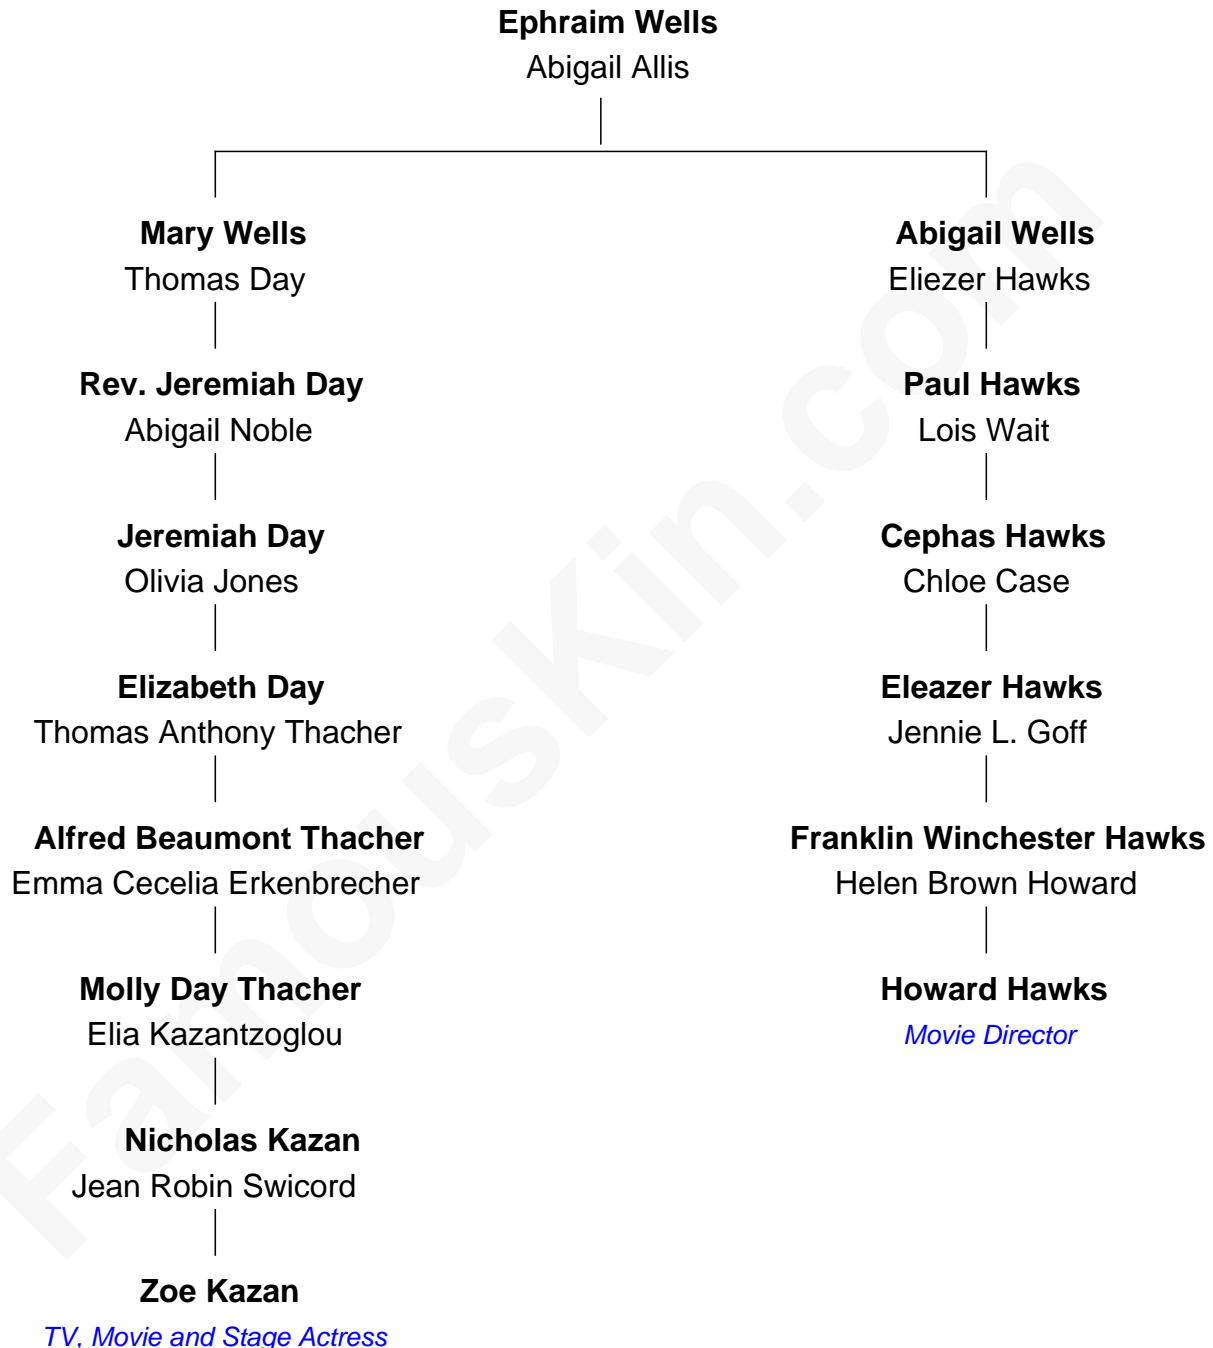 Ephraim Wells
Abigail Allis
Mary Wells
Thomas Day
Abigail Wells
Eliezer Hawks
Rev. Jeremiah Day
Abigail Noble
Paul Hawks
Lois Wait
Jeremiah Day
Olivia Jones
Cephas Hawks
Chloe Case
Elizabeth Day
Thomas Anthony Thacher
Eleazer Hawks
Jennie L. Goff
Alfred Beaumont Thacher
Emma Cecelia Erkenbrecher
Franklin Winchester Hawks
Helen Brown Howard
Molly Day Thacher
Elia Kazantzoglou
Howard Hawks
Movie Director
Nicholas Kazan
Jean Robin Swicord
Zoe Kazan
TV, Movie and Stage Actress
FamousKin.com